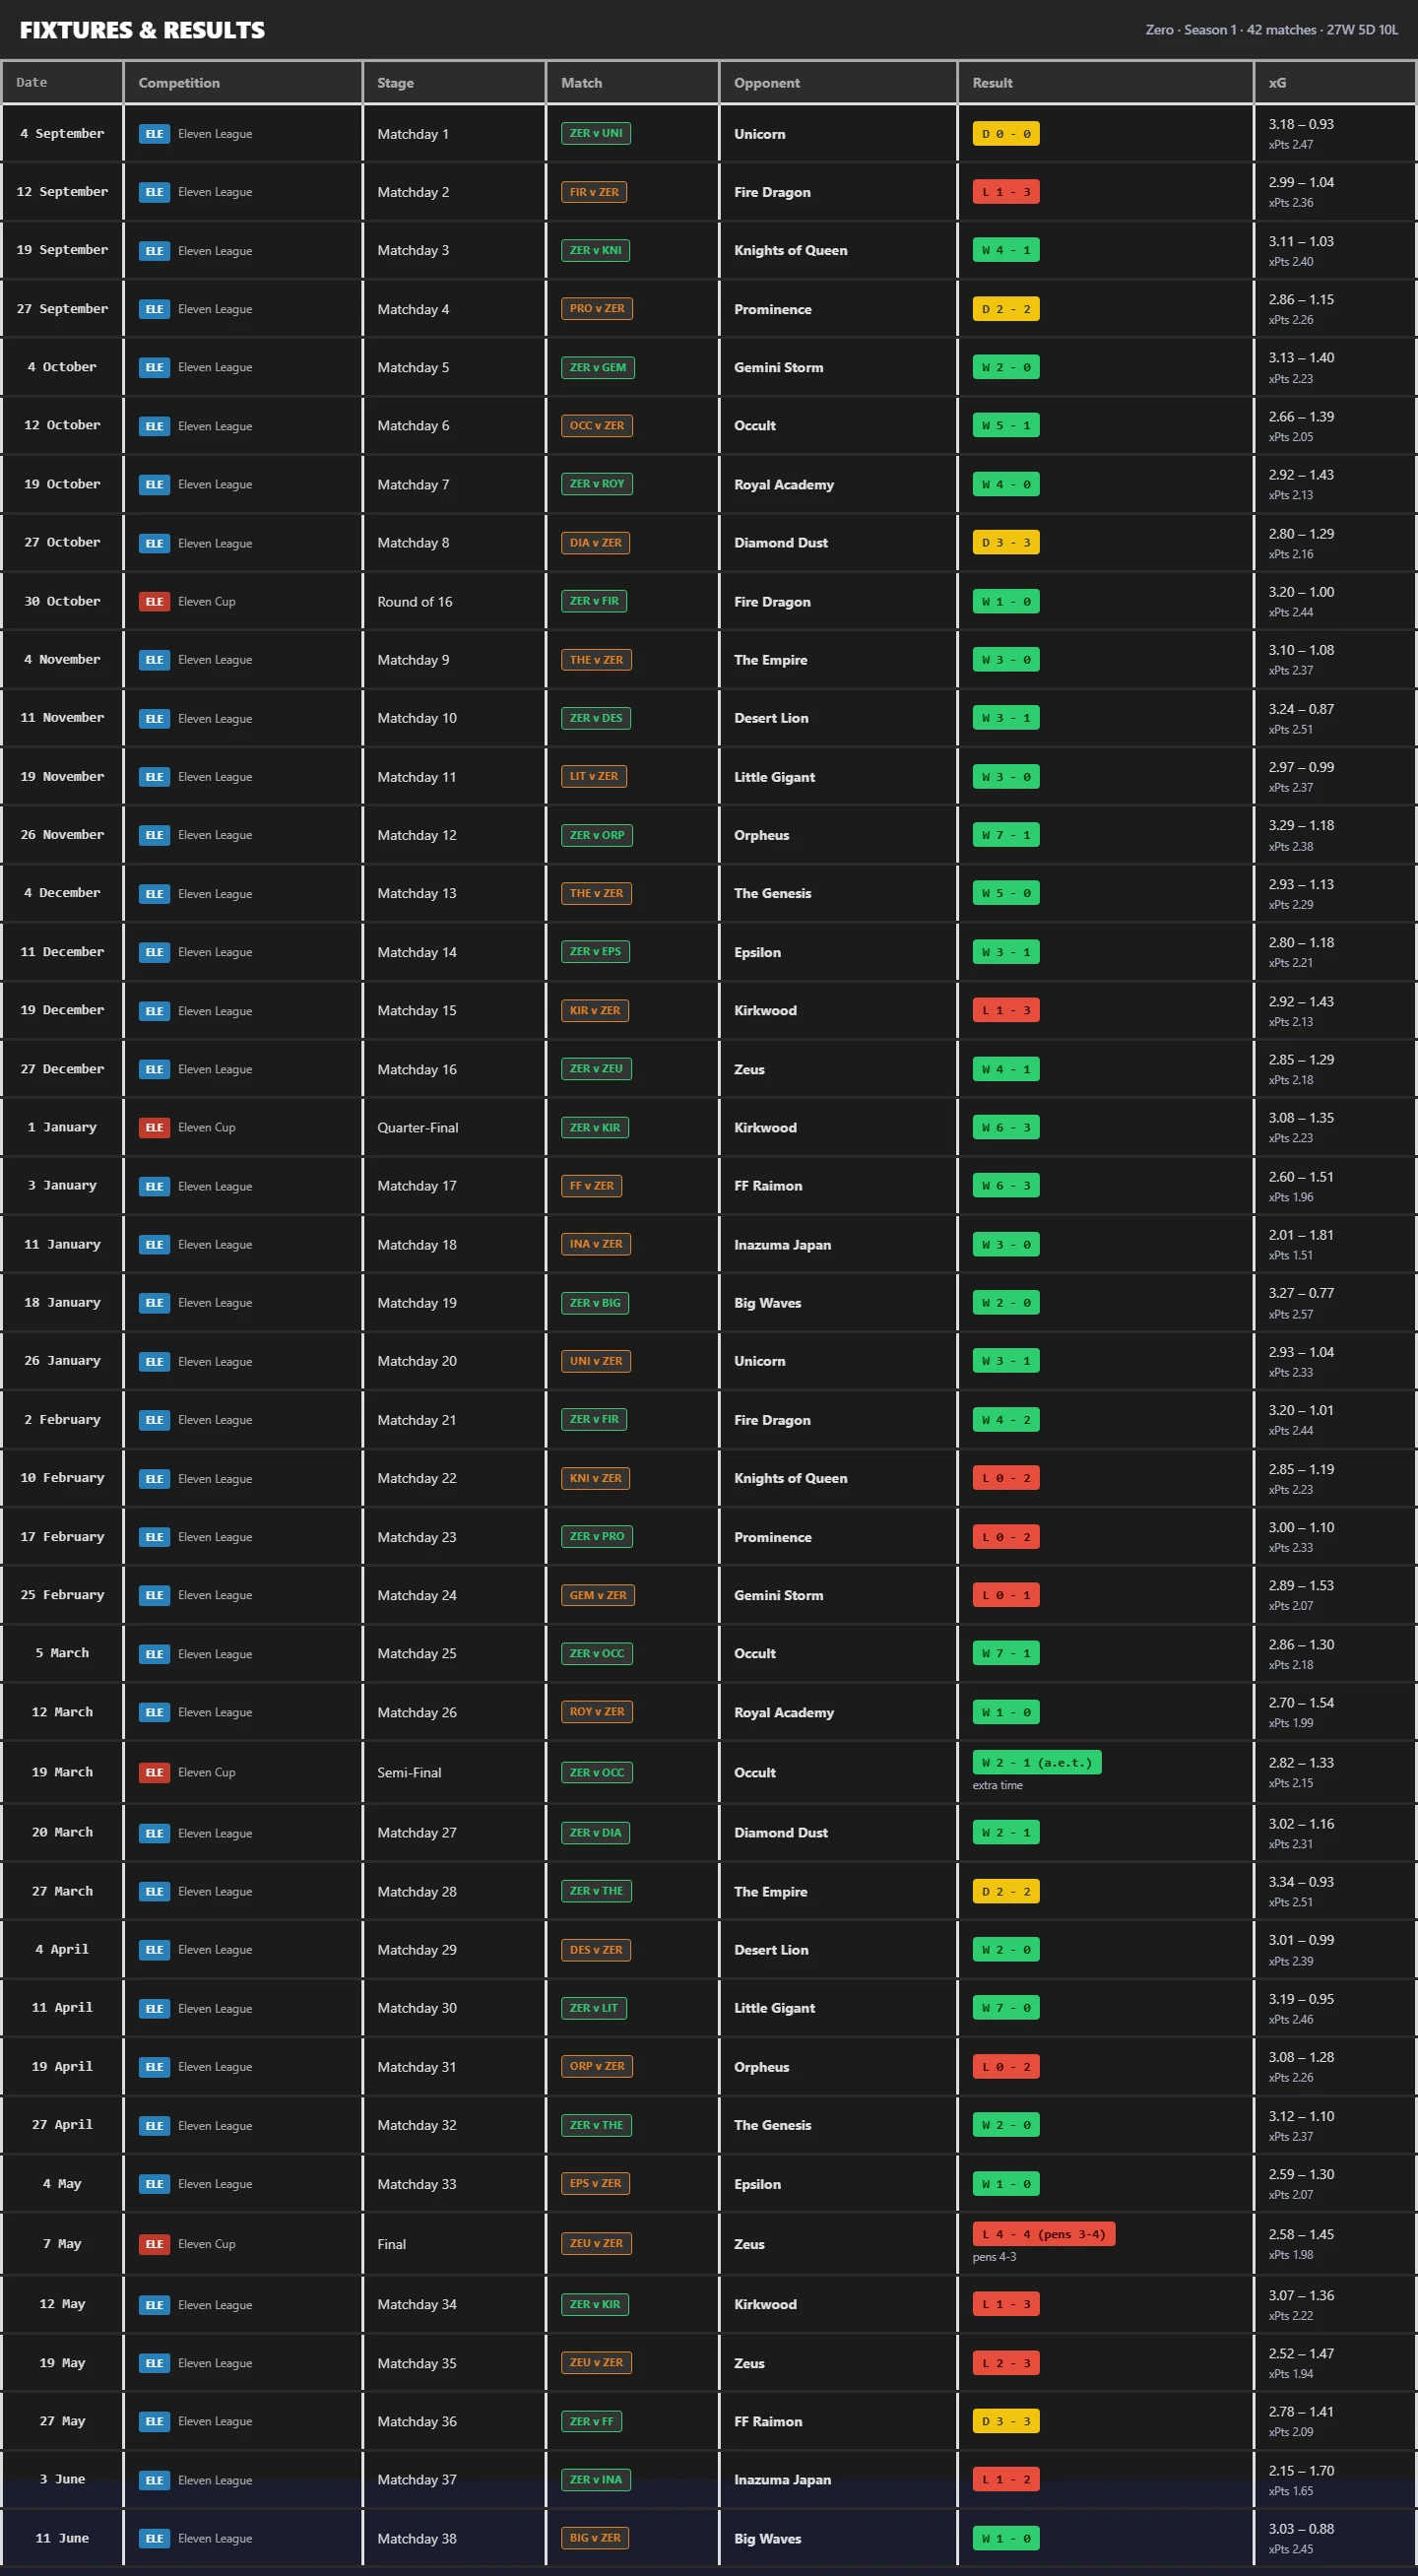 FIXTURES & RESULTS
Zero · Season 1 · 42 matches · 27W 5D 10L
Date Competition Stage Match Opponent Result xG
4 September ELE Eleven League Matchday 1 ZER v UNI Unicorn D 0 - 0 3.18 – 0.93
xPts 2.47
12 September ELE Eleven League Matchday 2 FIR v ZER Fire Dragon L 1 - 3 2.99 – 1.04
xPts 2.36
19 September ELE Eleven League Matchday 3 ZER v KNI Knights of Queen W 4 - 1 3.11 – 1.03
xPts 2.40
27 September ELE Eleven League Matchday 4 PRO v ZER Prominence D 2 - 2 2.86 – 1.15
xPts 2.26
4 October ELE Eleven League Matchday 5 ZER v GEM Gemini Storm W 2 - 0 3.13 – 1.40
xPts 2.23
12 October ELE Eleven League Matchday 6 OCC v ZER Occult W 5 - 1 2.66 – 1.39
xPts 2.05
19 October ELE Eleven League Matchday 7 ZER v ROY Royal Academy W 4 - 0 2.92 – 1.43
xPts 2.13
27 October ELE Eleven League Matchday 8 DIA v ZER Diamond Dust D 3 - 3 2.80 – 1.29
xPts 2.16
30 October ELE Eleven Cup Round of 16 ZER v FIR Fire Dragon W 1 - 0 3.20 – 1.00
xPts 2.44
4 November ELE Eleven League Matchday 9 THE v ZER The Empire W 3 - 0 3.10 – 1.08
xPts 2.37
11 November ELE Eleven League Matchday 10 ZER v DES Desert Lion W 3 - 1 3.24 – 0.87
xPts 2.51
19 November ELE Eleven League Matchday 11 LIT v ZER Little Gigant W 3 - 0 2.97 – 0.99
xPts 2.37
26 November ELE Eleven League Matchday 12 ZER v ORP Orpheus W 7 - 1 3.29 – 1.18
xPts 2.38
4 December ELE Eleven League Matchday 13 THE v ZER The Genesis W 5 - 0 2.93 – 1.13
xPts 2.29
11 December ELE Eleven League Matchday 14 ZER v EPS Epsilon W 3 - 1 2.80 – 1.18
xPts 2.21
19 December ELE Eleven League Matchday 15 KIR v ZER Kirkwood L 1 - 3 2.92 – 1.43
xPts 2.13
27 December ELE Eleven League Matchday 16 ZER v ZEU Zeus W 4 - 1 2.85 – 1.29
xPts 2.18
1 January ELE Eleven Cup Quarter-Final ZER v KIR Kirkwood W 6 - 3 3.08 – 1.35
xPts 2.23
3 January ELE Eleven League Matchday 17 FF v ZER FF Raimon W 6 - 3 2.60 – 1.51
xPts 1.96
11 January ELE Eleven League Matchday 18 INA v ZER Inazuma Japan W 3 - 0 2.01 – 1.81
xPts 1.51
18 January ELE Eleven League Matchday 19 ZER v BIG Big Waves W 2 - 0 3.27 – 0.77
xPts 2.57
26 January ELE Eleven League Matchday 20 UNI v ZER Unicorn W 3 - 1 2.93 – 1.04
xPts 2.33
2 February ELE Eleven League Matchday 21 ZER v FIR Fire Dragon W 4 - 2 3.20 – 1.01
xPts 2.44
10 February ELE Eleven League Matchday 22 KNI v ZER Knights of Queen L 0 - 2 2.85 – 1.19
xPts 2.23
17 February ELE Eleven League Matchday 23 ZER v PRO Prominence L 0 - 2 3.00 – 1.10
xPts 2.33
25 February ELE Eleven League Matchday 24 GEM v ZER Gemini Storm L 0 - 1 2.89 – 1.53
xPts 2.07
5 March ELE Eleven League Matchday 25 ZER v OCC Occult W 7 - 1 2.86 – 1.30
xPts 2.18
12 March ELE Eleven League Matchday 26 ROY v ZER Royal Academy W 1 - 0 2.70 – 1.54
xPts 1.99
19 March ELE Eleven Cup Semi-Final ZER v OCC Occult W 2 - 1 (a.e.t.) 2.82 – 1.33
extra time xPts 2.15
20 March ELE Eleven League Matchday 27 ZER v DIA Diamond Dust W 2 - 1 3.02 – 1.16
xPts 2.31
27 March ELE Eleven League Matchday 28 ZER v THE The Empire D 2 - 2 3.34 – 0.93
xPts 2.51
4 April ELE Eleven League Matchday 29 DES v ZER Desert Lion W 2 - 0 3.01 – 0.99
xPts 2.39
11 April ELE Eleven League Matchday 30 ZER v LIT Little Gigant W 7 - 0 3.19 – 0.95
xPts 2.46
19 April ELE Eleven League Matchday 31 ORP v ZER Orpheus L 0 - 2 3.08 – 1.28
xPts 2.26
27 April ELE Eleven League Matchday 32 ZER v THE The Genesis W 2 - 0 3.12 – 1.10
xPts 2.37
4 May ELE Eleven League Matchday 33 EPS v ZER Epsilon W 1 - 0 2.59 – 1.30
xPts 2.07
7 May ELE Eleven Cup Final ZEU v ZER Zeus L 4 - 4 (pens 3-4) 2.58 – 1.45
pens 4-3 xPts 1.98
12 May ELE Eleven League Matchday 34 ZER v KIR Kirkwood L 1 - 3 3.07 – 1.36
xPts 2.22
19 May ELE Eleven League Matchday 35 ZEU v ZER Zeus L 2 - 3 2.52 – 1.47
xPts 1.94
27 May ELE Eleven League Matchday 36 ZER v FF FF Raimon D 3 - 3 2.78 – 1.41
xPts 2.09
3 June ELE Eleven League Matchday 37 ZER v INA Inazuma Japan L 1 - 2 2.15 – 1.70
xPts 1.65
11 June ELE Eleven League Matchday 38 BIG v ZER Big Waves W 1 - 0 3.03 – 0.88
xPts 2.45